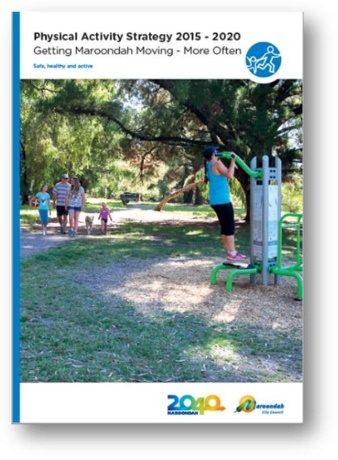 Physical Activity Strategy 2015 - 2020
Getting Maroondah Moving - More Often
Safe, healthy and active
2040
MAROONDAH
Maroondah
City Council